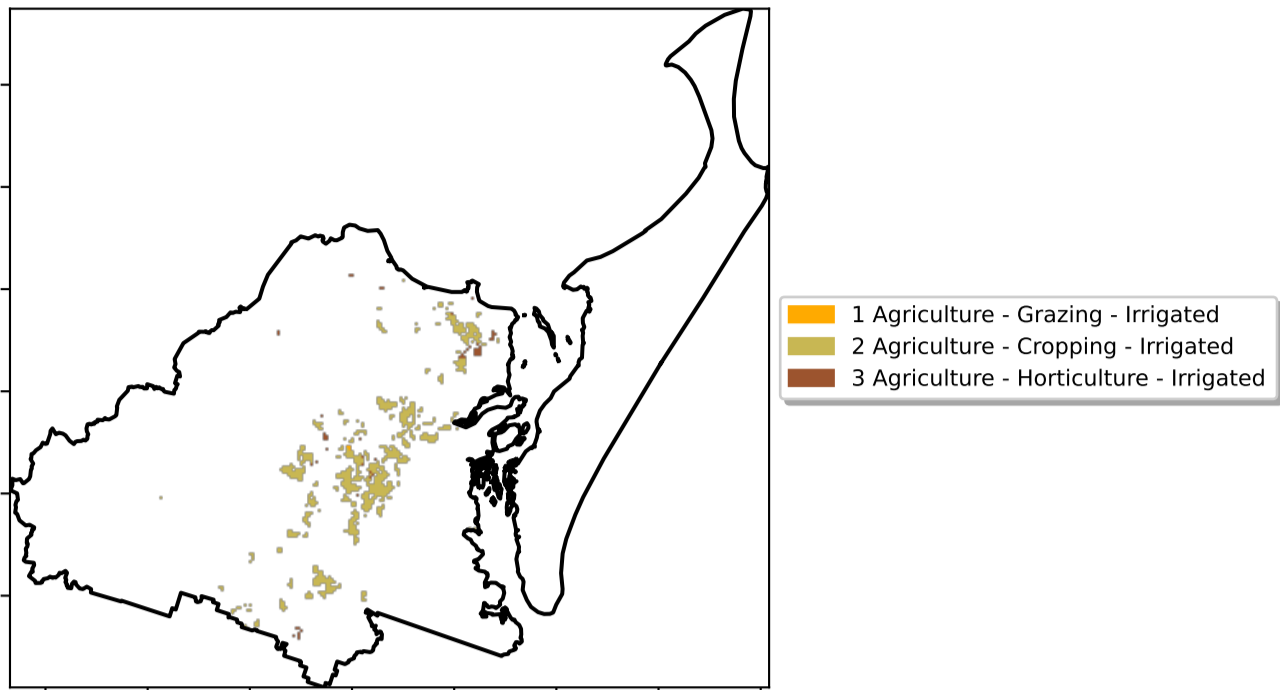 1 Agriculture - Grazing - Irrigated
2 Agriculture - Cropping - Irrigated
3 Agriculture - Horticulture - Irrigated